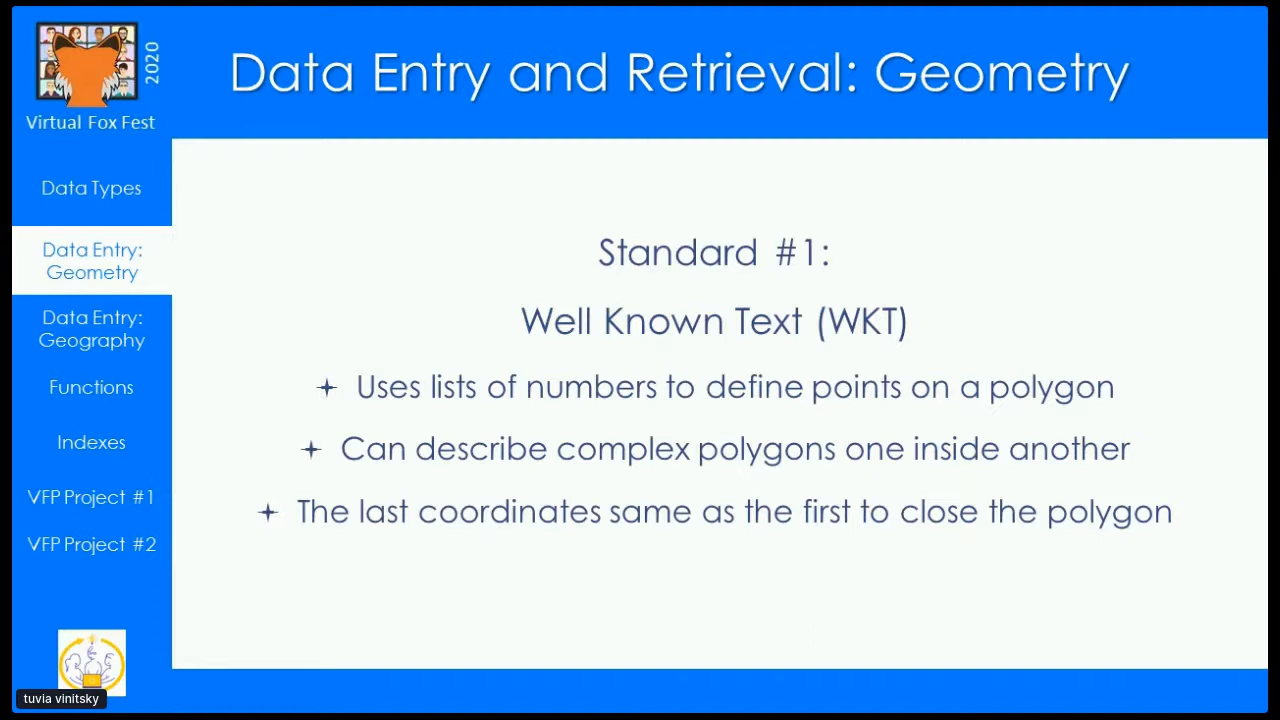 2020
Virtual Fox Fest
Data Entry and Retrieval: Geometry
Data Types
Data Entry:
Geometry
Data Entry:
Geography
Functions
Indexes
VFP Project #1
VFP Project #2
Standard #1:
Well Known Text (WKT)
Uses lists of numbers to define points on a polygon
Can describe complex polygons one inside another
The last coordinates same as the first to close the polygon
tuvia vinitsky